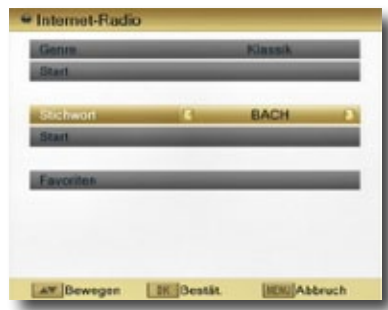 Internet-Radio
Genre Klassik
Start
Stichwort BACH
Start
Favoriten
Bewegen OK Bestät. MENU Abbruch